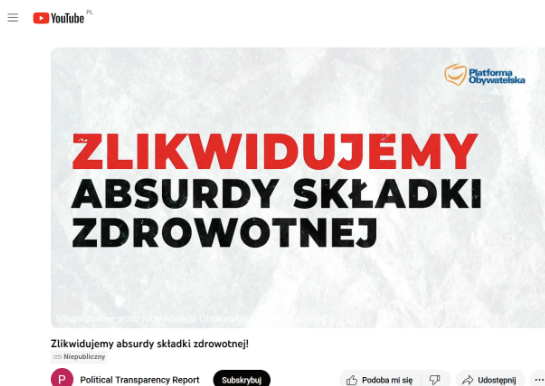 YouTube PL
Platforma
Obywatelska
ZLIKWIDUJEMY
ABSURDY SKŁADKI
ZDROWOTNEJ
Zlikwidujemy absurdy składki zdrowotnej!
Niepubliczny
P Political Transparency Report Subskrybuj Podoba mi się Udostępnij